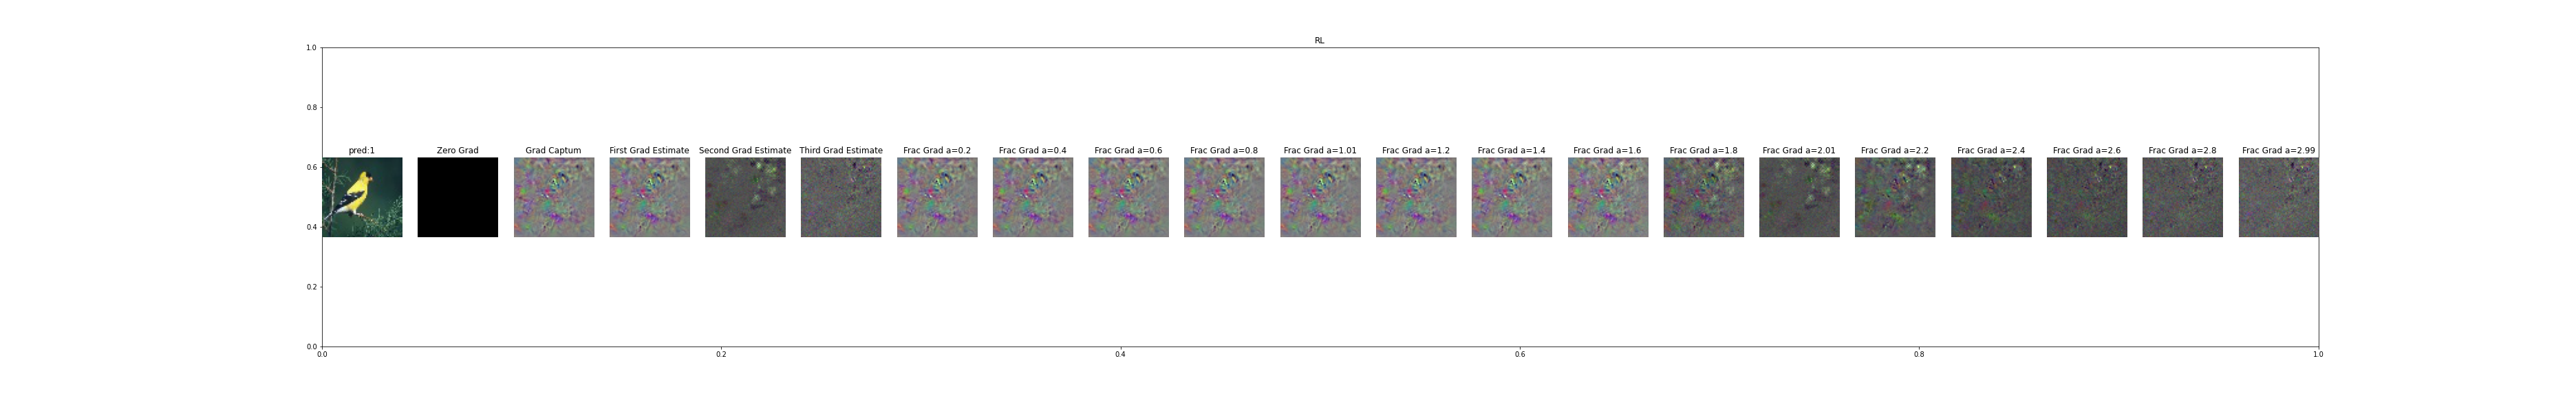 RL
1.0
0.8
pred:1 Zero Grad Grad Captum First Grad Estimate Second Grad Estimate Third Grad Estimate Frac Grad a=0.2 Frac Grad a=0.4 Frac Grad a=0.6 Frac Grad a=0.8 Frac Grad a=1.01 Frac Grad a=1.2 Frac Grad a=1.4 Frac Grad a=1.6 Frac Grad a=1.8 Frac Grad a=2.01 Frac Grad a=2.2 Frac Grad a=2.4 Frac Grad a=2.6 Frac Grad a=2.8 Frac Grad a=2.99
0.6
0.4
0.2
0.0
0.0 0.2 0.4 0.6 0.8 1.0